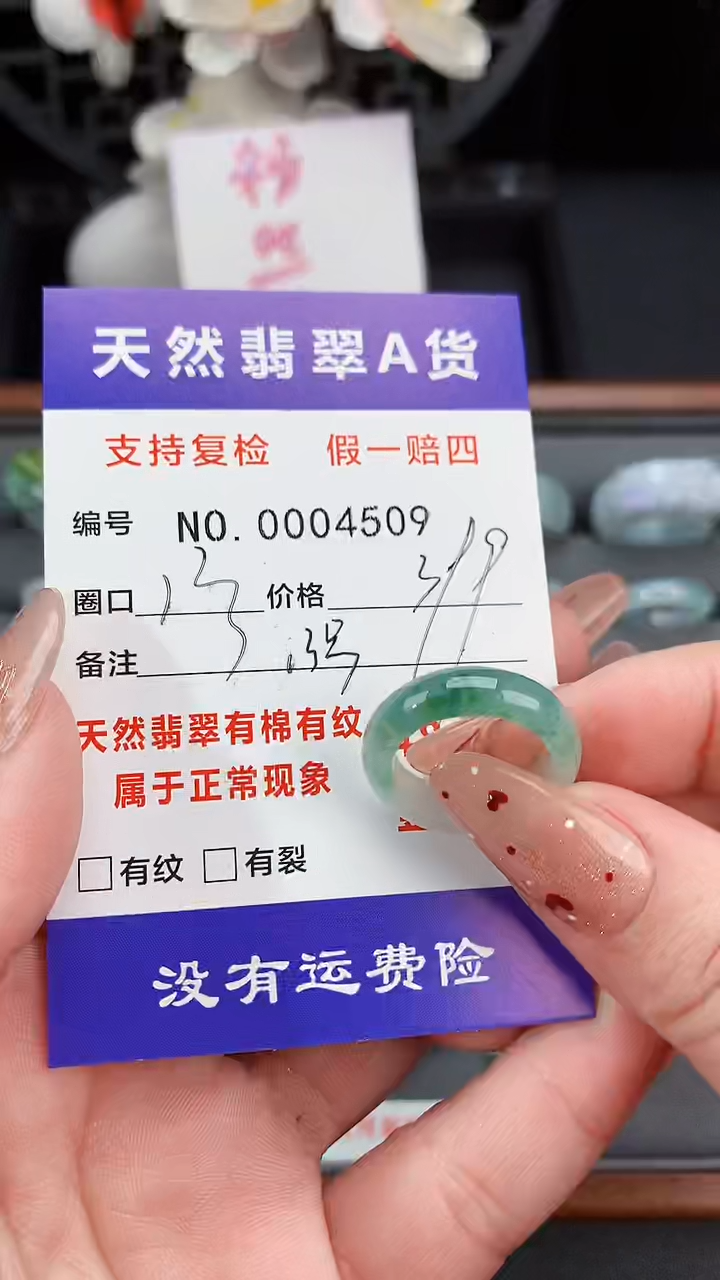 天然翡翠A货
支持复检 假一赔四
编号 NO. 0004509
圈口 价格
备注
天然翡翠有棉有纹
属于正常现象
有纹 有裂
没有运费险